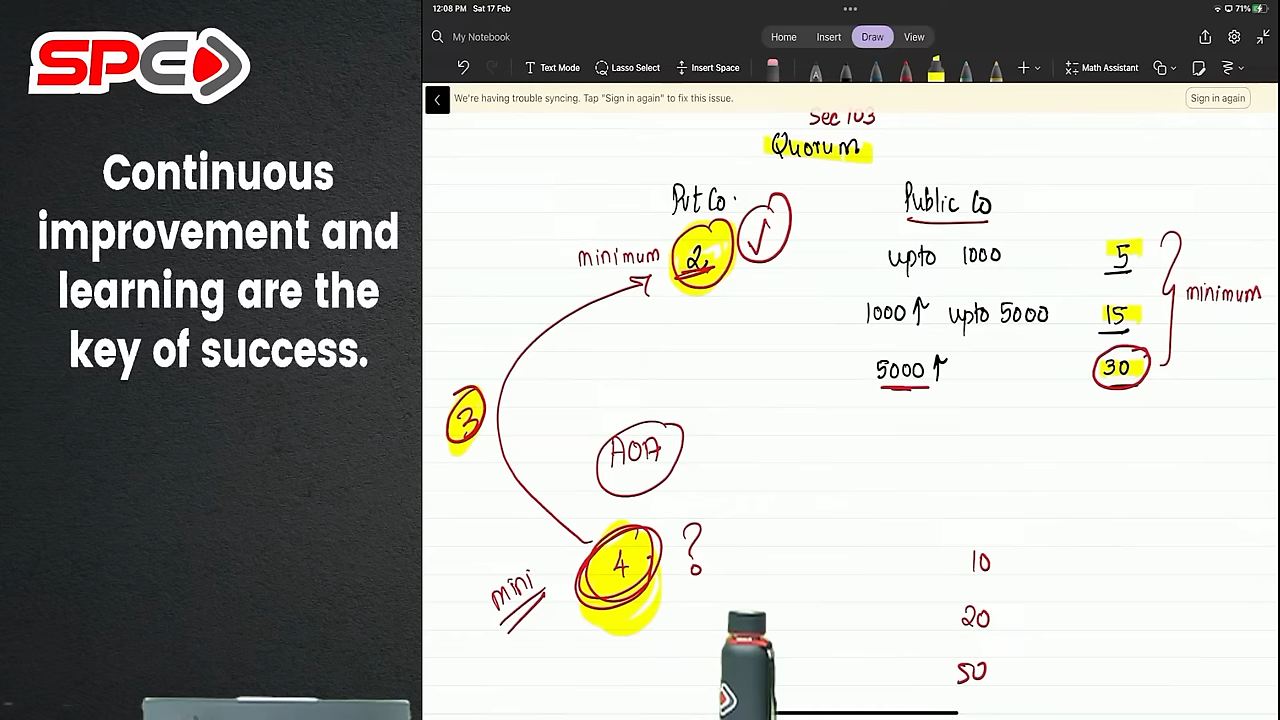 SPC
Continuous
improvement and
learning are the
key of success.
12:08 PM Sat 17 Feb
71%
My Notebook
Home Insert Draw View
Text Mode Lasso Select Insert Space Math Assistant
We're having trouble syncing. Tap "Sign in again" to fix this issue. Sign in again
Sec 103
Quorum
Pvt Co. Public Co
minimum 2 upto 1000 5
minimum
1000↑ upto 5000 15
5000↑ 30
3
AOA
mini 4 ?
10
20
50